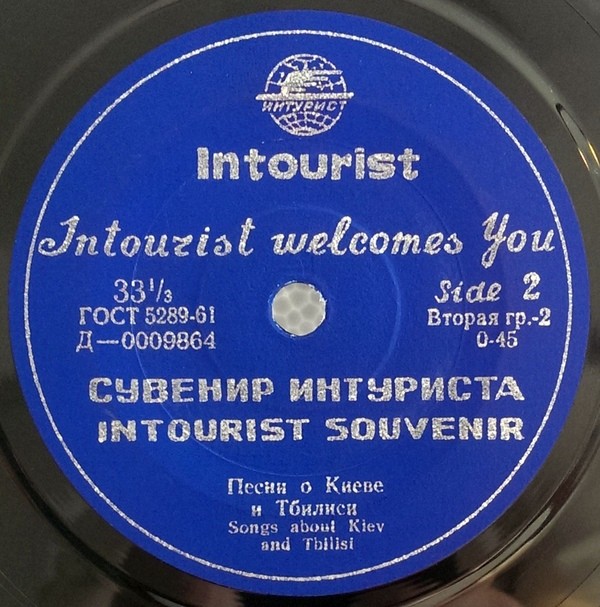 ИНТУРИСТ
Intourist
Intourist welcomes You
33⅓
ГОСТ 5289-61
Д—0009864
Side 2
Вторая гр.-2
0-45
СУВЕНИР ИНТУРИСТА
INTOURIST SOUVENIR
Песни о Киеве
и Тбилиси
Songs about Kiev
and Tbilisi